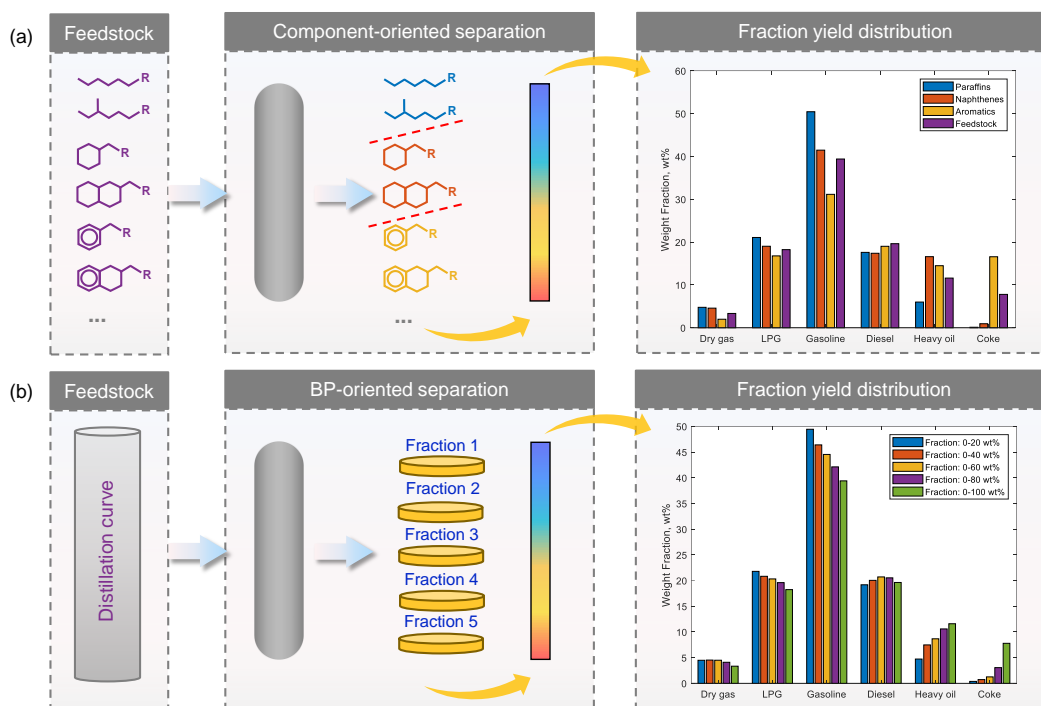 (a)
Feedstock
Component-oriented separation
Fraction yield distribution
R
R
R
R
R
R
...
R
R
R
R
R
R
...
60
50
40
30
20
10
0
Weight Fraction, wt%
Paraffins
Naphthenes
Aromatics
Feedstock
Dry gas LPG Gasoline Diesel Heavy oil Coke
(b)
Feedstock
BP-oriented separation
Fraction yield distribution
Distillation curve
Fraction 1
Fraction 2
Fraction 3
Fraction 4
Fraction 5
50
45
40
35
30
25
20
15
10
5
0
Weight Fraction, wt%
Fraction: 0-20 wt%
Fraction: 0-40 wt%
Fraction: 0-60 wt%
Fraction: 0-80 wt%
Fraction: 0-100 wt%
Dry gas LPG Gasoline Diesel Heavy oil Coke